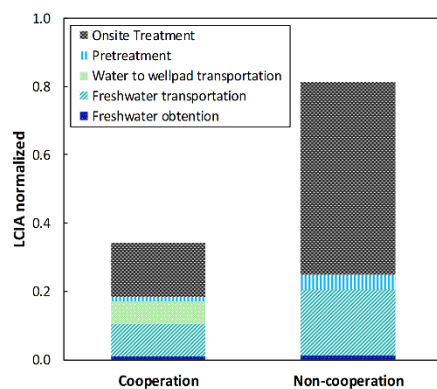 1.0
0.8
0.6
0.4
0.2
0.0
LCIA normalized
Onsite Treatment
Pretreatment
Water to wellpad transportation
Freshwater transportation
Freshwater obtention
Cooperation
Non-cooperation